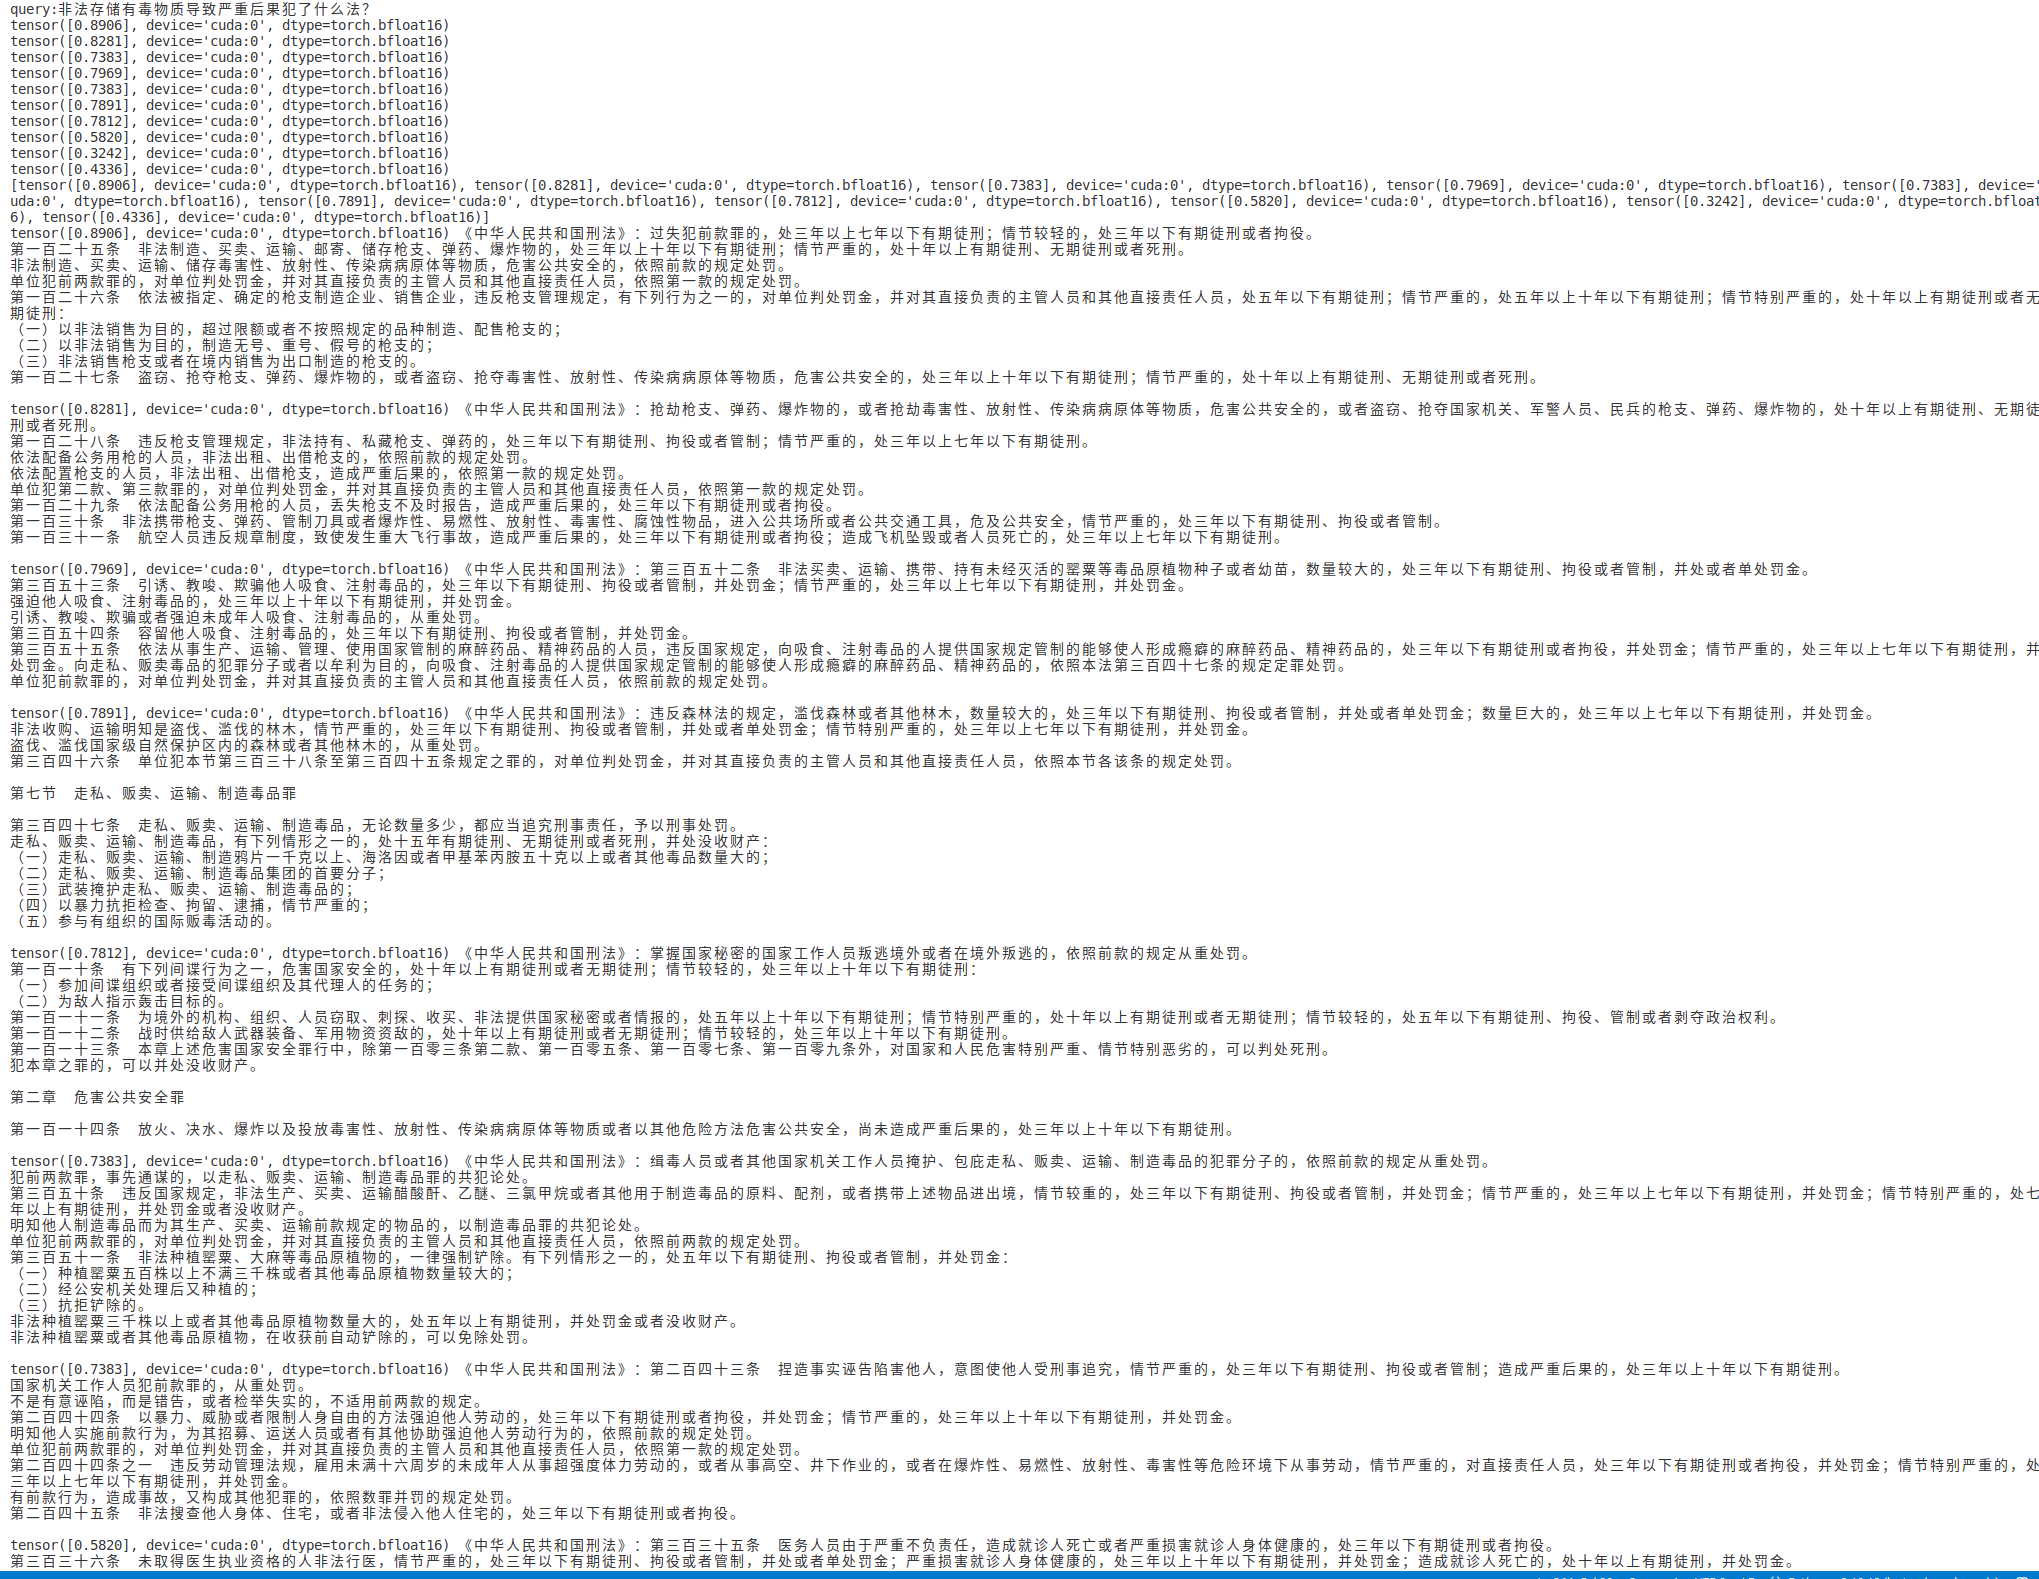 query:非法存储有毒物质导致严重后果犯了什么法？
tensor([0.8906], device='cuda:0', dtype=torch.bfloat16)
tensor([0.8281], device='cuda:0', dtype=torch.bfloat16)
tensor([0.7383], device='cuda:0', dtype=torch.bfloat16)
tensor([0.7969], device='cuda:0', dtype=torch.bfloat16)
tensor([0.7383], device='cuda:0', dtype=torch.bfloat16)
tensor([0.7891], device='cuda:0', dtype=torch.bfloat16)
tensor([0.7812], device='cuda:0', dtype=torch.bfloat16)
tensor([0.5820], device='cuda:0', dtype=torch.bfloat16)
tensor([0.3242], device='cuda:0', dtype=torch.bfloat16)
tensor([0.4336], device='cuda:0', dtype=torch.bfloat16)
[tensor([0.8906], device='cuda:0', dtype=torch.bfloat16), tensor([0.8281], device='cuda:0', dtype=torch.bfloat16), tensor([0.7383], device='cuda:0', dtype=torch.bfloat16), tensor([0.7969], device='cuda:0', dtype=torch.bfloat16), tensor([0.7383], device='
uda:0', dtype=torch.bfloat16), tensor([0.7891], device='cuda:0', dtype=torch.bfloat16), tensor([0.7812], device='cuda:0', dtype=torch.bfloat16), tensor([0.5820], device='cuda:0', dtype=torch.bfloat16), tensor([0.3242], device='cuda:0', dtype=torch.bfloat
6), tensor([0.4336], device='cuda:0', dtype=torch.bfloat16)]
tensor([0.8906], device='cuda:0', dtype=torch.bfloat16) 《中华人民共和国刑法》：过失犯前款罪的，处三年以上七年以下有期徒刑；情节较轻的，处三年以下有期徒刑或者拘役。
第一百二十五条　非法制造、买卖、运输、邮寄、储存枪支、弹药、爆炸物的，处三年以上十年以下有期徒刑；情节严重的，处十年以上有期徒刑、无期徒刑或者死刑。
非法制造、买卖、运输、储存毒害性、放射性、传染病病原体等物质，危害公共安全的，依照前款的规定处罚。
单位犯前两款罪的，对单位判处罚金，并对其直接负责的主管人员和其他直接责任人员，依照第一款的规定处罚。
第一百二十六条　依法被指定、确定的枪支制造企业、销售企业，违反枪支管理规定，有下列行为之一的，对单位判处罚金，并对其直接负责的主管人员和其他直接责任人员，处五年以下有期徒刑；情节严重的，处五年以上十年以下有期徒刑；情节特别严重的，处十年以上有期徒刑或者无
期徒刑：
（一）以非法销售为目的，超过限额或者不按照规定的品种制造、配售枪支的；
（二）以非法销售为目的，制造无号、重号、假号的枪支的；
（三）非法销售枪支或者在境内销售为出口制造的枪支的。
第一百二十七条　盗窃、抢夺枪支、弹药、爆炸物的，或者盗窃、抢夺毒害性、放射性、传染病病原体等物质，危害公共安全的，处三年以上十年以下有期徒刑；情节严重的，处十年以上有期徒刑、无期徒刑或者死刑。
tensor([0.8281], device='cuda:0', dtype=torch.bfloat16) 《中华人民共和国刑法》：抢劫枪支、弹药、爆炸物的，或者抢劫毒害性、放射性、传染病病原体等物质，危害公共安全的，或者盗窃、抢夺国家机关、军警人员、民兵的枪支、弹药、爆炸物的，处十年以上有期徒刑、无期徒
刑或者死刑。
第一百二十八条　违反枪支管理规定，非法持有、私藏枪支、弹药的，处三年以下有期徒刑、拘役或者管制；情节严重的，处三年以上七年以下有期徒刑。
依法配备公务用枪的人员，非法出租、出借枪支的，依照前款的规定处罚。
依法配置枪支的人员，非法出租、出借枪支，造成严重后果的，依照第一款的规定处罚。
单位犯第二款、第三款罪的，对单位判处罚金，并对其直接负责的主管人员和其他直接责任人员，依照第一款的规定处罚。
第一百二十九条　依法配备公务用枪的人员，丢失枪支不及时报告，造成严重后果的，处三年以下有期徒刑或者拘役。
第一百三十条　非法携带枪支、弹药、管制刀具或者爆炸性、易燃性、放射性、毒害性、腐蚀性物品，进入公共场所或者公共交通工具，危及公共安全，情节严重的，处三年以下有期徒刑、拘役或者管制。
第一百三十一条　航空人员违反规章制度，致使发生重大飞行事故，造成严重后果的，处三年以下有期徒刑或者拘役；造成飞机坠毁或者人员死亡的，处三年以上七年以下有期徒刑。
tensor([0.7969], device='cuda:0', dtype=torch.bfloat16) 《中华人民共和国刑法》：第三百五十二条　非法买卖、运输、携带、持有未经灭活的罂粟等毒品原植物种子或者幼苗，数量较大的，处三年以下有期徒刑、拘役或者管制，并处或者单处罚金。
第三百五十三条　引诱、教唆、欺骗他人吸食、注射毒品的，处三年以下有期徒刑、拘役或者管制，并处罚金；情节严重的，处三年以上七年以下有期徒刑，并处罚金。
强迫他人吸食、注射毒品的，处三年以上十年以下有期徒刑，并处罚金。
引诱、教唆、欺骗或者强迫未成年人吸食、注射毒品的，从重处罚。
第三百五十四条　容留他人吸食、注射毒品的，处三年以下有期徒刑、拘役或者管制，并处罚金。
第三百五十五条　依法从事生产、运输、管理、使用国家管制的麻醉药品、精神药品的人员，违反国家规定，向吸食、注射毒品的人提供国家规定管制的能够使人形成瘾癖的麻醉药品、精神药品的，处三年以下有期徒刑或者拘役，并处罚金；情节严重的，处三年以上七年以下有期徒刑，并
处罚金。向走私、贩卖毒品的犯罪分子或者以牟利为目的，向吸食、注射毒品的人提供国家规定管制的能够使人形成瘾癖的麻醉药品、精神药品的，依照本法第三百四十七条的规定定罪处罚。
单位犯前款罪的，对单位判处罚金，并对其直接负责的主管人员和其他直接责任人员，依照前款的规定处罚。
tensor([0.7891], device='cuda:0', dtype=torch.bfloat16) 《中华人民共和国刑法》：违反森林法的规定，滥伐森林或者其他林木，数量较大的，处三年以下有期徒刑、拘役或者管制，并处或者单处罚金；数量巨大的，处三年以上七年以下有期徒刑，并处罚金。
非法收购、运输明知是盗伐、滥伐的林木，情节严重的，处三年以下有期徒刑、拘役或者管制，并处或者单处罚金；情节特别严重的，处三年以上七年以下有期徒刑，并处罚金。
盗伐、滥伐国家级自然保护区内的森林或者其他林木的，从重处罚。
第三百四十六条　单位犯本节第三百三十八条至第三百四十五条规定之罪的，对单位判处罚金，并对其直接负责的主管人员和其他直接责任人员，依照本节各该条的规定处罚。
第七节　走私、贩卖、运输、制造毒品罪
第三百四十七条　走私、贩卖、运输、制造毒品，无论数量多少，都应当追究刑事责任，予以刑事处罚。
走私、贩卖、运输、制造毒品，有下列情形之一的，处十五年有期徒刑、无期徒刑或者死刑，并处没收财产：
（一）走私、贩卖、运输、制造鸦片一千克以上、海洛因或者甲基苯丙胺五十克以上或者其他毒品数量大的；
（二）走私、贩卖、运输、制造毒品集团的首要分子；
（三）武装掩护走私、贩卖、运输、制造毒品的；
（四）以暴力抗拒检查、拘留、逮捕，情节严重的；
（五）参与有组织的国际贩毒活动的。
tensor([0.7812], device='cuda:0', dtype=torch.bfloat16) 《中华人民共和国刑法》：掌握国家秘密的国家工作人员叛逃境外或者在境外叛逃的，依照前款的规定从重处罚。
第一百一十条　有下列间谍行为之一，危害国家安全的，处十年以上有期徒刑或者无期徒刑；情节较轻的，处三年以上十年以下有期徒刑：
（一）参加间谍组织或者接受间谍组织及其代理人的任务的；
（二）为敌人指示轰击目标的。
第一百一十一条　为境外的机构、组织、人员窃取、刺探、收买、非法提供国家秘密或者情报的，处五年以上十年以下有期徒刑；情节特别严重的，处十年以上有期徒刑或者无期徒刑；情节较轻的，处五年以下有期徒刑、拘役、管制或者剥夺政治权利。
第一百一十二条　战时供给敌人武器装备、军用物资资敌的，处十年以上有期徒刑或者无期徒刑；情节较轻的，处三年以上十年以下有期徒刑。
第一百一十三条　本章上述危害国家安全罪行中，除第一百零三条第二款、第一百零五条、第一百零七条、第一百零九条外，对国家和人民危害特别严重、情节特别恶劣的，可以判处死刑。
犯本章之罪的，可以并处没收财产。
第二章　危害公共安全罪
第一百一十四条　放火、决水、爆炸以及投放毒害性、放射性、传染病病原体等物质或者以其他危险方法危害公共安全，尚未造成严重后果的，处三年以上十年以下有期徒刑。
tensor([0.7383], device='cuda:0', dtype=torch.bfloat16) 《中华人民共和国刑法》：缉毒人员或者其他国家机关工作人员掩护、包庇走私、贩卖、运输、制造毒品的犯罪分子的，依照前款的规定从重处罚。
犯前两款罪，事先通谋的，以走私、贩卖、运输、制造毒品罪的共犯论处。
第三百五十条　违反国家规定，非法生产、买卖、运输醋酸酐、乙醚、三氯甲烷或者其他用于制造毒品的原料、配剂，或者携带上述物品进出境，情节较重的，处三年以下有期徒刑、拘役或者管制，并处罚金；情节严重的，处三年以上七年以下有期徒刑，并处罚金；情节特别严重的，处七
年以上有期徒刑，并处罚金或者没收财产。
明知他人制造毒品而为其生产、买卖、运输前款规定的物品的，以制造毒品罪的共犯论处。
单位犯前两款罪的，对单位判处罚金，并对其直接负责的主管人员和其他直接责任人员，依照前两款的规定处罚。
第三百五十一条　非法种植罂粟、大麻等毒品原植物的，一律强制铲除。有下列情形之一的，处五年以下有期徒刑、拘役或者管制，并处罚金：
（一）种植罂粟五百株以上不满三千株或者其他毒品原植物数量较大的；
（二）经公安机关处理后又种植的；
（三）抗拒铲除的。
非法种植罂粟三千株以上或者其他毒品原植物数量大的，处五年以上有期徒刑，并处罚金或者没收财产。
非法种植罂粟或者其他毒品原植物，在收获前自动铲除的，可以免除处罚。
tensor([0.7383], device='cuda:0', dtype=torch.bfloat16) 《中华人民共和国刑法》：第二百四十三条　捏造事实诬告陷害他人，意图使他人受刑事追究，情节严重的，处三年以下有期徒刑、拘役或者管制；造成严重后果的，处三年以上十年以下有期徒刑。
国家机关工作人员犯前款罪的，从重处罚。
不是有意诬陷，而是错告，或者检举失实的，不适用前两款的规定。
第二百四十四条　以暴力、威胁或者限制人身自由的方法强迫他人劳动的，处三年以下有期徒刑或者拘役，并处罚金；情节严重的，处三年以上十年以下有期徒刑，并处罚金。
明知他人实施前款行为，为其招募、运送人员或者有其他协助强迫他人劳动行为的，依照前款的规定处罚。
单位犯前两款罪的，对单位判处罚金，并对其直接负责的主管人员和其他直接责任人员，依照第一款的规定处罚。
第二百四十四条之一　违反劳动管理法规，雇用未满十六周岁的未成年人从事超强度体力劳动的，或者从事高空、井下作业的，或者在爆炸性、易燃性、放射性、毒害性等危险环境下从事劳动，情节严重的，对直接责任人员，处三年以下有期徒刑或者拘役，并处罚金；情节特别严重的，处
三年以上七年以下有期徒刑，并处罚金。
有前款行为，造成事故，又构成其他犯罪的，依照数罪并罚的规定处罚。
第二百四十五条　非法搜查他人身体、住宅，或者非法侵入他人住宅的，处三年以下有期徒刑或者拘役。
tensor([0.5820], device='cuda:0', dtype=torch.bfloat16) 《中华人民共和国刑法》：第三百三十五条　医务人员由于严重不负责任，造成就诊人死亡或者严重损害就诊人身体健康的，处三年以下有期徒刑或者拘役。
第三百三十六条　未取得医生执业资格的人非法行医，情节严重的，处三年以下有期徒刑、拘役或者管制，并处或者单处罚金；严重损害就诊人身体健康的，处三年以上十年以下有期徒刑，并处罚金；造成就诊人死亡的，处十年以上有期徒刑，并处罚金。